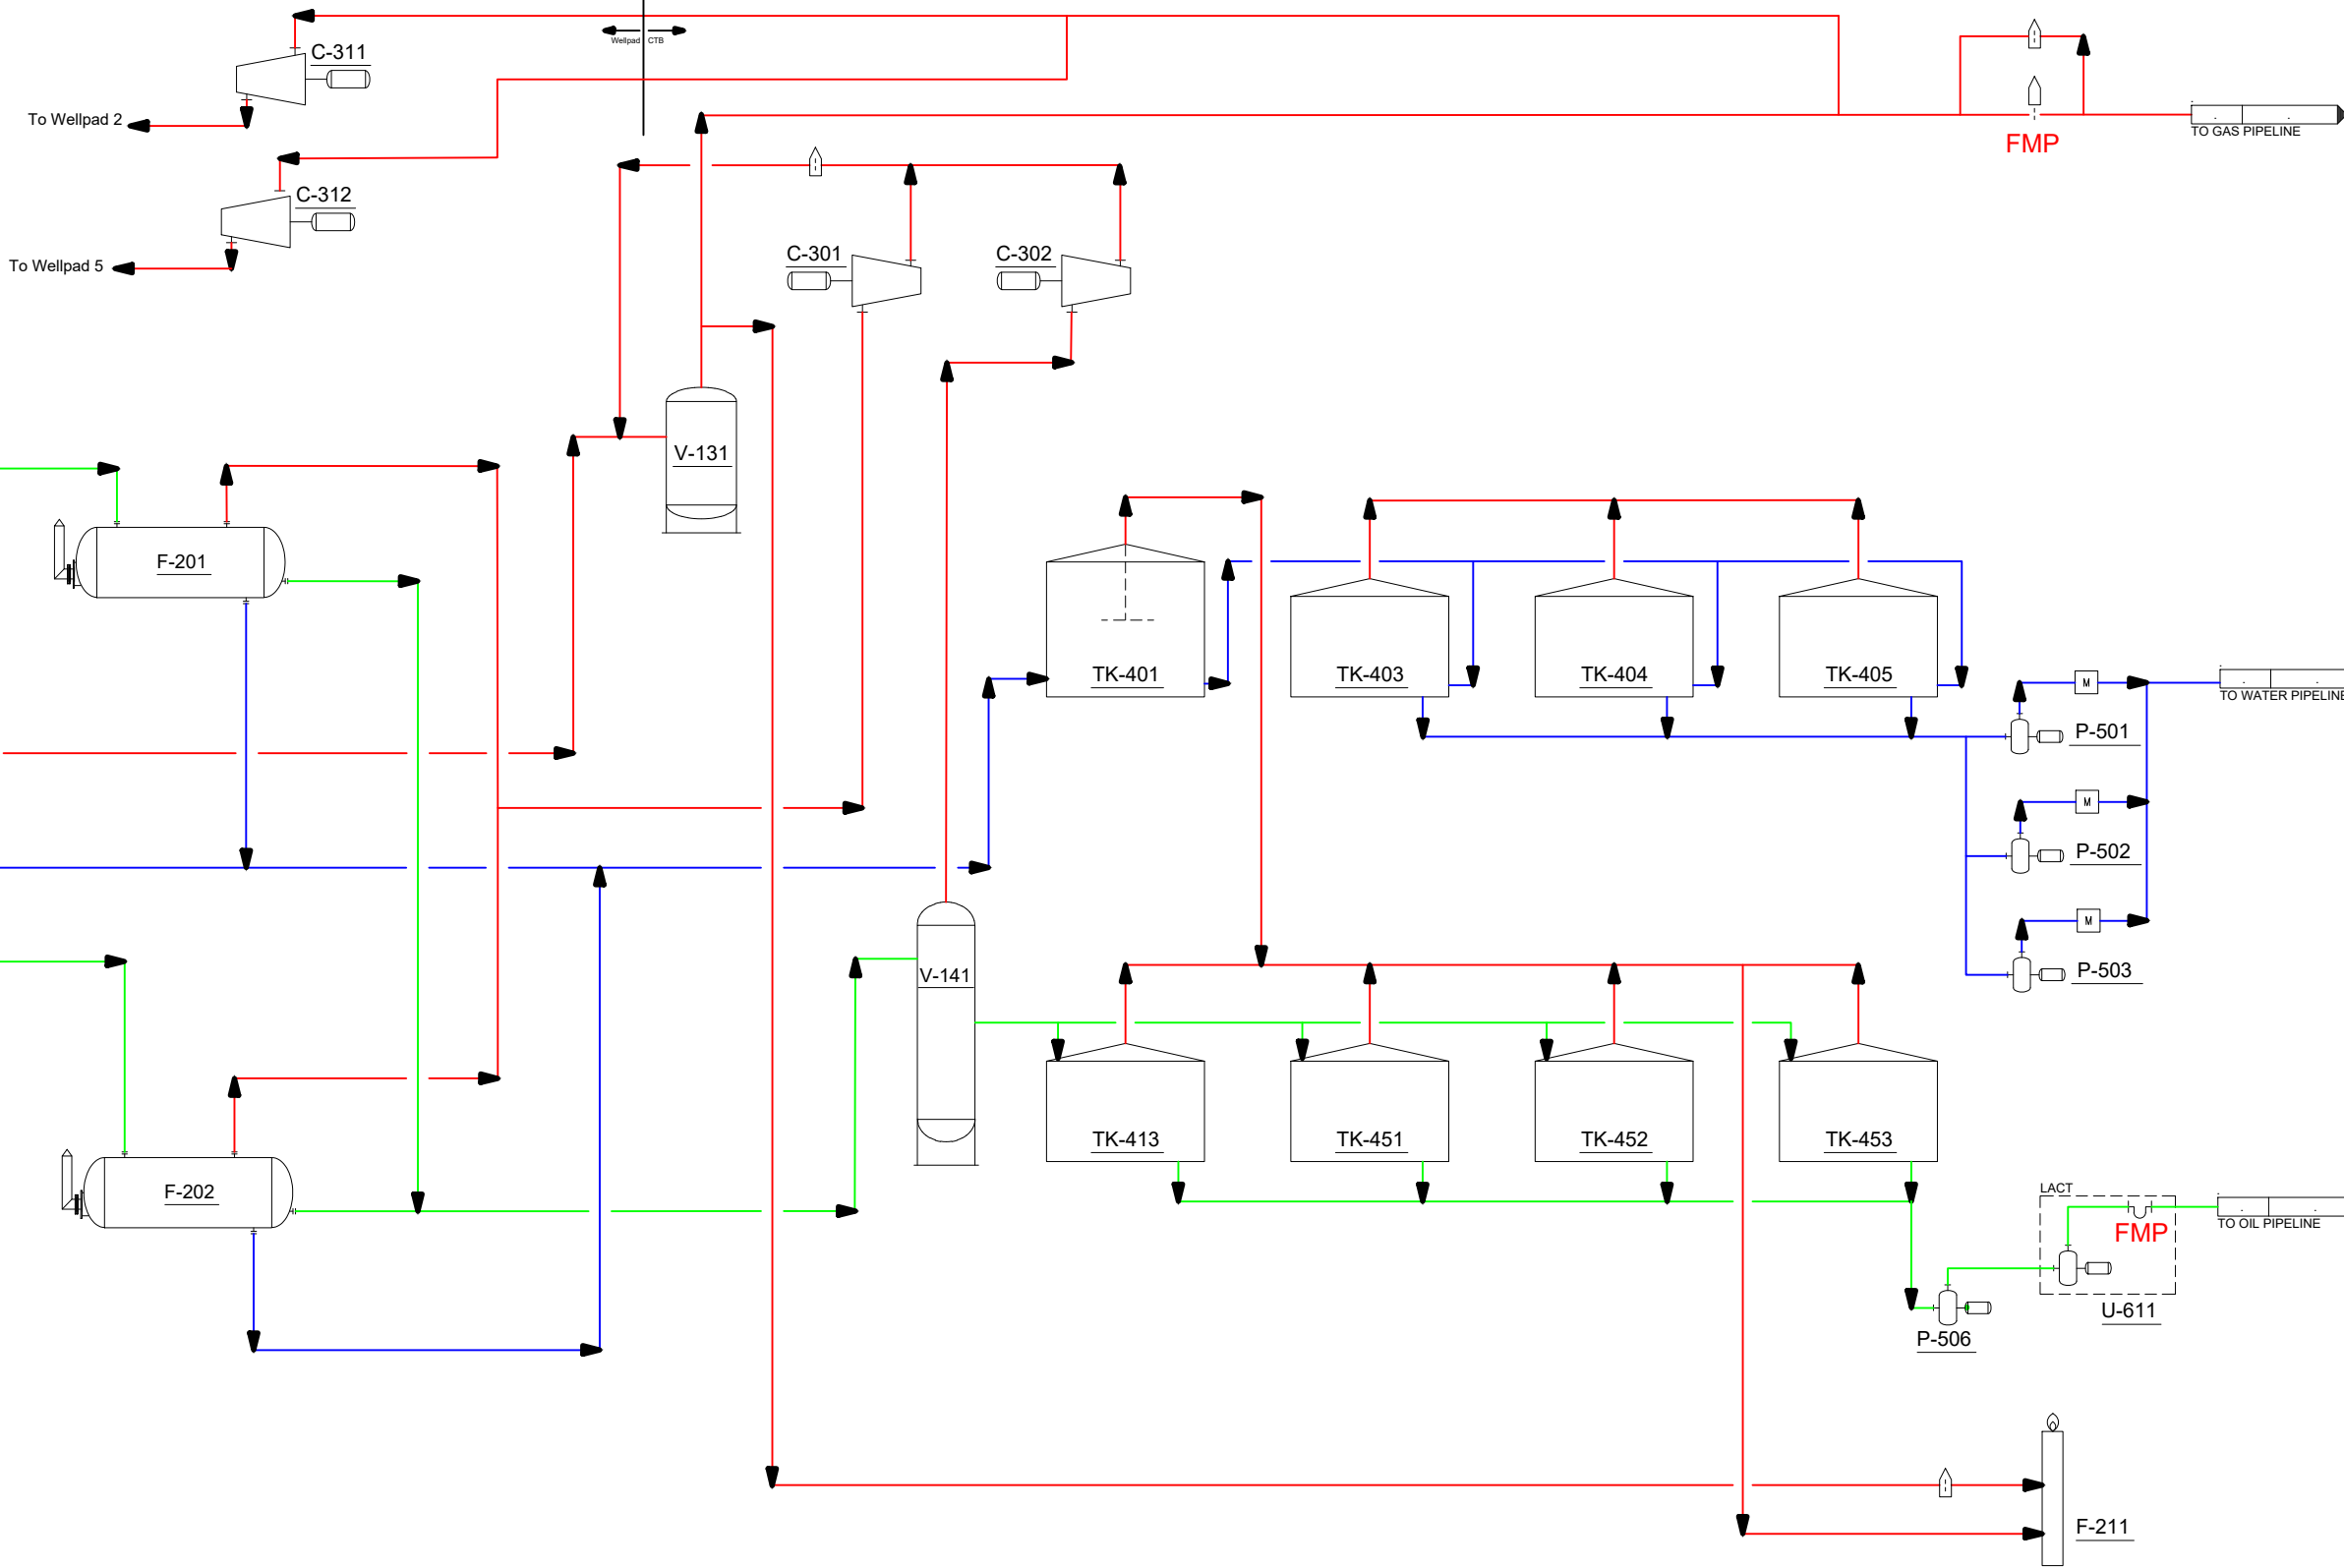 C-311
Wellpad
CTB
To Wellpad 2
TO GAS PIPELINE
FMP
C-312
To Wellpad 5
C-301
C-302
V-131
F-201
TK-401
TK-403
TK-404
TK-405
M
TO WATER PIPELINE
P-501
M
P-502
M
P-503
V-141
TK-413
TK-451
TK-452
TK-453
F-202
LACT
FMP
TO OIL PIPELINE
U-611
P-506
F-211